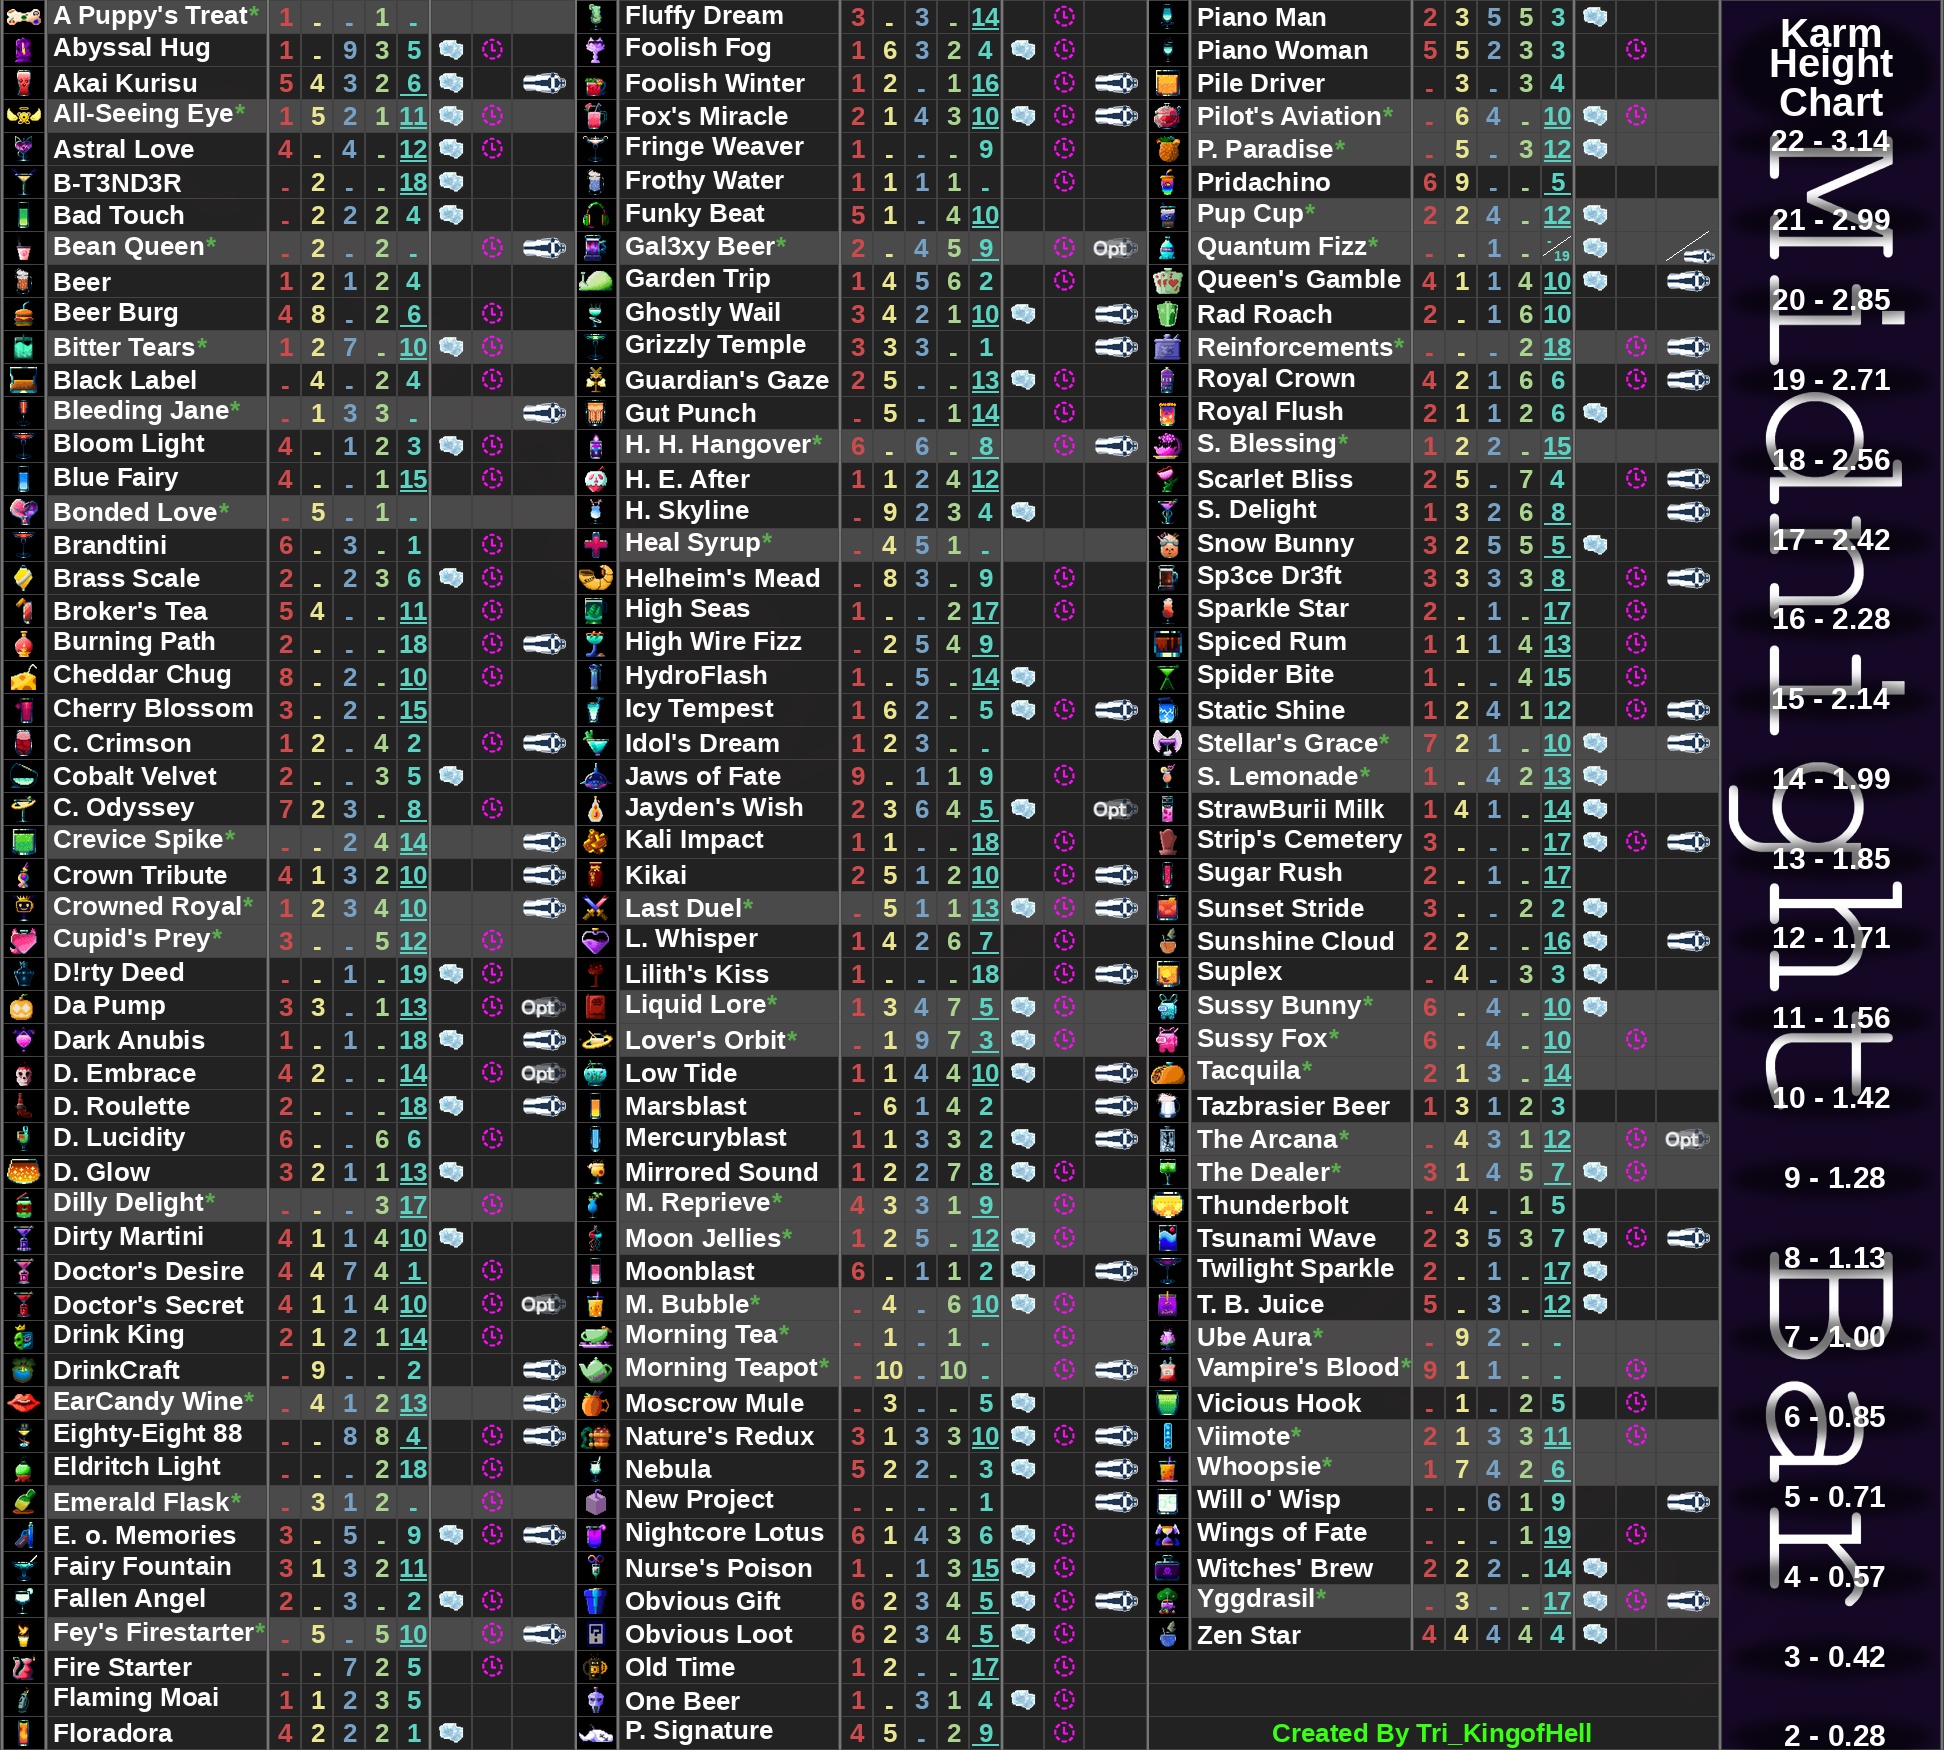 A Puppy's Treat* 1 - - 1 -
Abyssal Hug 1 - 9 3 5
Akai Kurisu 5 4 3 2 6
All-Seeing Eye* 1 5 2 1 11
Astral Love 4 - 4 - 12
B-T3ND3R - 2 - - 18
Bad Touch - 2 2 2 4
Bean Queen* - 2 - 2 -
Beer 1 2 1 2 4
Beer Burg 4 8 - 2 6
Bitter Tears* 1 2 7 - 10
Black Label - 4 - 2 4
Bleeding Jane* - 1 3 3 -
Bloom Light 4 - 1 2 3
Blue Fairy 4 - - 1 15
Bonded Love* - 5 - 1 -
Brandtini 6 - 3 - 1
Brass Scale 2 - 2 3 6
Broker's Tea 5 4 - - 11
Burning Path 2 - - - 18
Cheddar Chug 8 - 2 - 10
Cherry Blossom 3 - 2 - 15
C. Crimson 1 2 - 4 2
Cobalt Velvet 2 - - 3 5
C. Odyssey 7 2 3 - 8
Crevice Spike* - - 2 4 14
Crown Tribute 4 1 3 2 10
Crowned Royal* 1 2 3 4 10
Cupid's Prey* 3 - - 5 12
D!rty Deed - - 1 - 19
Da Pump 3 3 - 1 13 Opt
Dark Anubis 1 - 1 - 18
D. Embrace 4 2 - - 14 Opt
D. Roulette 2 - - - 18
D. Lucidity 6 - - 6 6
D. Glow 3 2 1 1 13
Dilly Delight* - - - 3 17
Dirty Martini 4 1 1 4 10
Doctor's Desire 4 4 7 4 1
Doctor's Secret 4 1 1 4 10 Opt
Drink King 2 1 2 1 14
DrinkCraft - 9 - - 2
EarCandy Wine* - 4 1 2 13
Eighty-Eight 88 - - 8 8 4
Eldritch Light - - - 2 18
Emerald Flask* - 3 1 2 -
E. o. Memories 3 - 5 - 9
Fairy Fountain 3 1 3 2 11
Fallen Angel 2 - 3 - 2
Fey's Firestarter* - 5 - 5 10
Fire Starter - - 7 2 5
Flaming Moai 1 1 2 3 5
Floradora 4 2 2 2 1
Fluffy Dream 3 - 3 - 14
Foolish Fog 1 6 3 2 4
Foolish Winter 1 2 - 1 16
Fox's Miracle 2 1 4 3 10
Fringe Weaver 1 - - - 9
Frothy Water 1 1 1 1 -
Funky Beat 5 1 - 4 10
Gal3xy Beer* 2 - 4 5 9 Opt
Garden Trip 1 4 5 6 2
Ghostly Wail 3 4 2 1 10
Grizzly Temple 3 3 3 - 1
Guardian's Gaze 2 5 - - 13
Gut Punch - 5 - 1 14
H. H. Hangover* 6 - 6 - 8
H. E. After 1 1 2 4 12
H. Skyline - 9 2 3 4
Heal Syrup* - 4 5 1 -
Helheim's Mead - 8 3 - 9
High Seas 1 - - 2 17
High Wire Fizz - 2 5 4 9
HydroFlash 1 - 5 - 14
Icy Tempest 1 6 2 - 5
Idol's Dream 1 2 3 - -
Jaws of Fate 9 - 1 1 9
Jayden's Wish 2 3 6 4 5 Opt
Kali Impact 1 1 - - 18
Kikai 2 5 1 2 10
Last Duel* - 5 1 1 13
L. Whisper 1 4 2 6 7
Lilith's Kiss 1 - - - 18
Liquid Lore* 1 3 4 7 5
Lover's Orbit* - 1 9 7 3
Low Tide 1 1 4 4 10
Marsblast - 6 1 4 2
Mercuryblast 1 1 3 3 2
Mirrored Sound 1 2 2 7 8
M. Reprieve* 4 3 3 1 9
Moon Jellies* 1 2 5 - 12
Moonblast 6 - 1 1 2
M. Bubble* - 4 - 6 10
Morning Tea* - 1 - 1 -
Morning Teapot* - 10 - 10 -
Moscrow Mule - 3 - - 5
Nature's Redux 3 1 3 3 10
Nebula 5 2 2 - 3
New Project - - - - 1
Nightcore Lotus 6 1 4 3 6
Nurse's Poison 1 - 1 3 15
Obvious Gift 6 2 3 4 5
Obvious Loot 6 2 3 4 5
Old Time 1 2 - - 17
One Beer 1 - 3 1 4
P. Signature 4 5 - 2 9
Piano Man 2 3 5 5 3
Piano Woman 5 5 2 3 3
Pile Driver - 3 - 3 4
Pilot's Aviation* - 6 4 - 10
P. Paradise* - 5 - 3 12
Pridachino 6 9 - - 5
Pup Cup* 2 2 4 - 12
Quantum Fizz* - - 1 - -/19
Queen's Gamble 4 1 1 4 10
Rad Roach 2 - 1 6 10
Reinforcements* - - - 2 18
Royal Crown 4 2 1 6 6
Royal Flush 2 1 1 2 6
S. Blessing* 1 2 2 - 15
Scarlet Bliss 2 5 - 7 4
S. Delight 1 3 2 6 8
Snow Bunny 3 2 5 5 5
Sp3ce Dr3ft 3 3 3 3 8
Sparkle Star 2 - 1 - 17
Spiced Rum 1 1 1 4 13
Spider Bite 1 - - 4 15
Static Shine 1 2 4 1 12
Stellar's Grace* 7 2 1 - 10
S. Lemonade* 1 - 4 2 13
StrawBurii Milk 1 4 1 - 14
Strip's Cemetery 3 - - - 17
Sugar Rush 2 - 1 - 17
Sunset Stride 3 - - 2 2
Sunshine Cloud 2 2 - - 16
Suplex - 4 - 3 3
Sussy Bunny* 6 - 4 - 10
Sussy Fox* 6 - 4 - 10
Tacquila* 2 1 3 - 14
Tazbrasier Beer 1 3 1 2 3
The Arcana* - 4 3 1 12 Opt
The Dealer* 3 1 4 5 7
Thunderbolt - 4 - 1 5
Tsunami Wave 2 3 5 3 7
Twilight Sparkle 2 - 1 - 17
T. B. Juice 5 - 3 - 12
Ube Aura* - 9 2 - -
Vampire's Blood* 9 1 1 - -
Vicious Hook - 1 - 2 5
Viimote* 2 1 3 3 11
Whoopsie* 1 7 4 2 6
Will o' Wisp - - 6 1 9
Wings of Fate - - - 1 19
Witches' Brew 2 2 2 - 14
Yggdrasil* - 3 - - 17
Zen Star 4 4 4 4 4
Created By Tri_KingofHell
Karm
Height
Chart
22 - 3.14
21 - 2.99
20 - 2.85
19 - 2.71
18 - 2.56
17 - 2.42
16 - 2.28
15 - 2.14
14 - 1.99
13 - 1.85
12 - 1.71
11 - 1.56
10 - 1.42
9 - 1.28
8 - 1.13
7 - 1.00
6 - 0.85
5 - 0.71
4 - 0.57
3 - 0.42
2 - 0.28
Midnight Bar